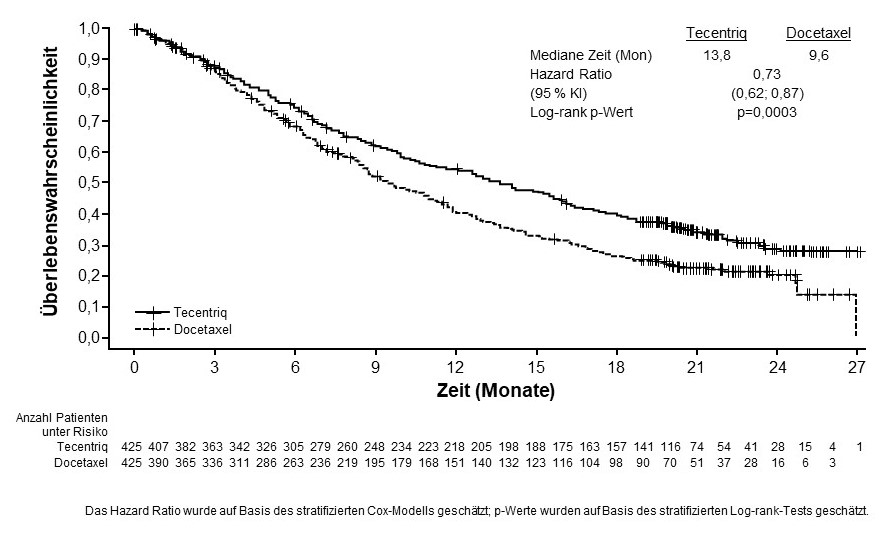 Tecentriq Docetaxel
Mediane Zeit (Mon) 13,8 9,6
Hazard Ratio 0,73
(95 % KI) (0,62; 0,87)
Log-rank p-Wert p=0,0003
Überlebenswahrscheinlichkeit
1,0
0,9
0,8
0,7
0,6
0,5
0,4
0,3
0,2
0,1
0,0
Tecentriq
Docetaxel
0 3 6 9 12 15 18 21 24 27
Zeit (Monate)
Anzahl Patienten
unter Risiko
Tecentriq 425 407 382 363 342 326 305 279 260 248 234 223 218 205 198 188 175 163 157 141 116 74 54 41 28 15 4 1
Docetaxel 425 390 365 336 311 286 263 236 219 195 179 168 151 140 132 123 116 104 98 90 70 51 37 28 16 6 3
Das Hazard Ratio wurde auf Basis des stratifizierten Cox-Modells geschätzt; p-Werte wurden auf Basis des stratifizierten Log-rank-Tests geschätzt.